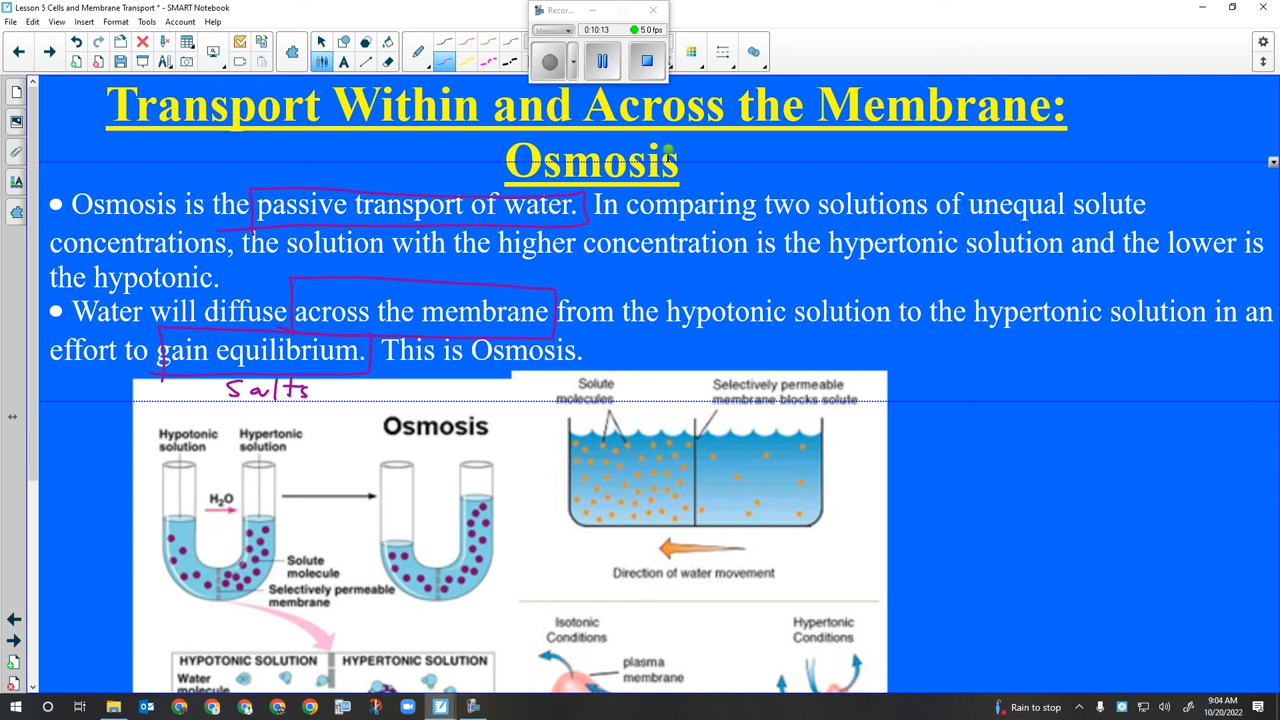 Lesson 5 Cells and Membrane Transport * - SMART Notebook
Recor...
File Edit View Insert Format Tools Account Help
Menu 0:10:13 5.0 fps
Transport Within and Across the Membrane:
Osmosis
• Osmosis is the passive transport of water. In comparing two solutions of unequal solute
concentrations, the solution with the higher concentration is the hypertonic solution and the lower is
the hypotonic.
• Water will diffuse across the membrane from the hypotonic solution to the hypertonic solution in an
effort to gain equilibrium. This is Osmosis.
Salts
Hypotonic
solution
Hypertonic
solution
Osmosis
H₂O
Solute
molecule
Selectively permeable
membrane
HYPOTONIC SOLUTION
HYPERTONIC SOLUTION
Water
molecule
Solute
molecules
Selectively permeable
membrane blocks solute
Direction of water movement
Isotonic
Conditions
plasma
membrane
Hypertonic
Conditions
Rain to stop
9:04 AM
10/20/2022